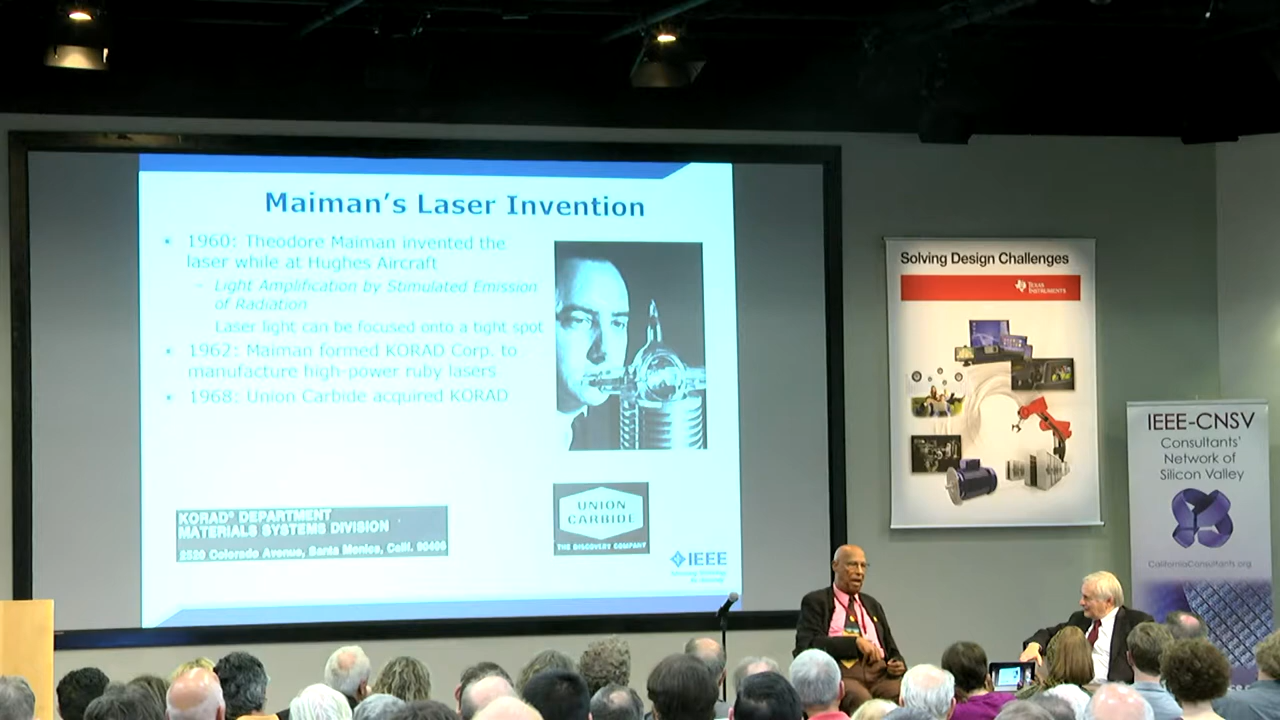 Maiman's Laser Invention
• 1960: Theodore Maiman invented the
laser while at Hughes Aircraft
– Light Amplification by Stimulated Emission
of Radiation
Laser light can be focused onto a tight spot
• 1962: Maiman formed KORAD Corp. to
manufacture high-power ruby lasers
• 1968: Union Carbide acquired KORAD
KORAD® DEPARTMENT
MATERIALS SYSTEMS DIVISION
2520 Colorado Avenue, Santa Monica, Calif. 90406
UNION
CARBIDE
THE DISCOVERY COMPANY
IEEE
Solving Design Challenges
TEXAS
INSTRUMENTS
IEEE-CNSV
Consultants'
Network of
Silicon Valley
CaliforniaConsultants.org